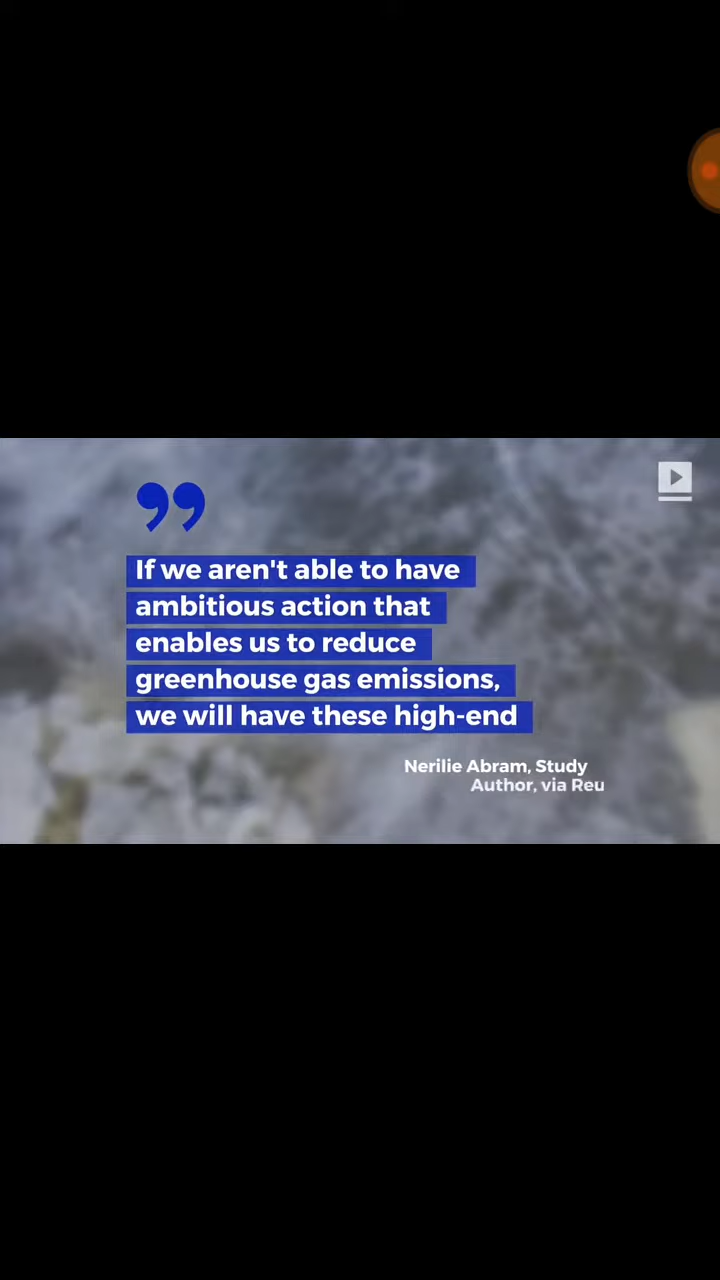 If we aren't able to have
ambitious action that
enables us to reduce
greenhouse gas emissions,
we will have these high-end
Nerilie Abram, Study
Author, via Reu